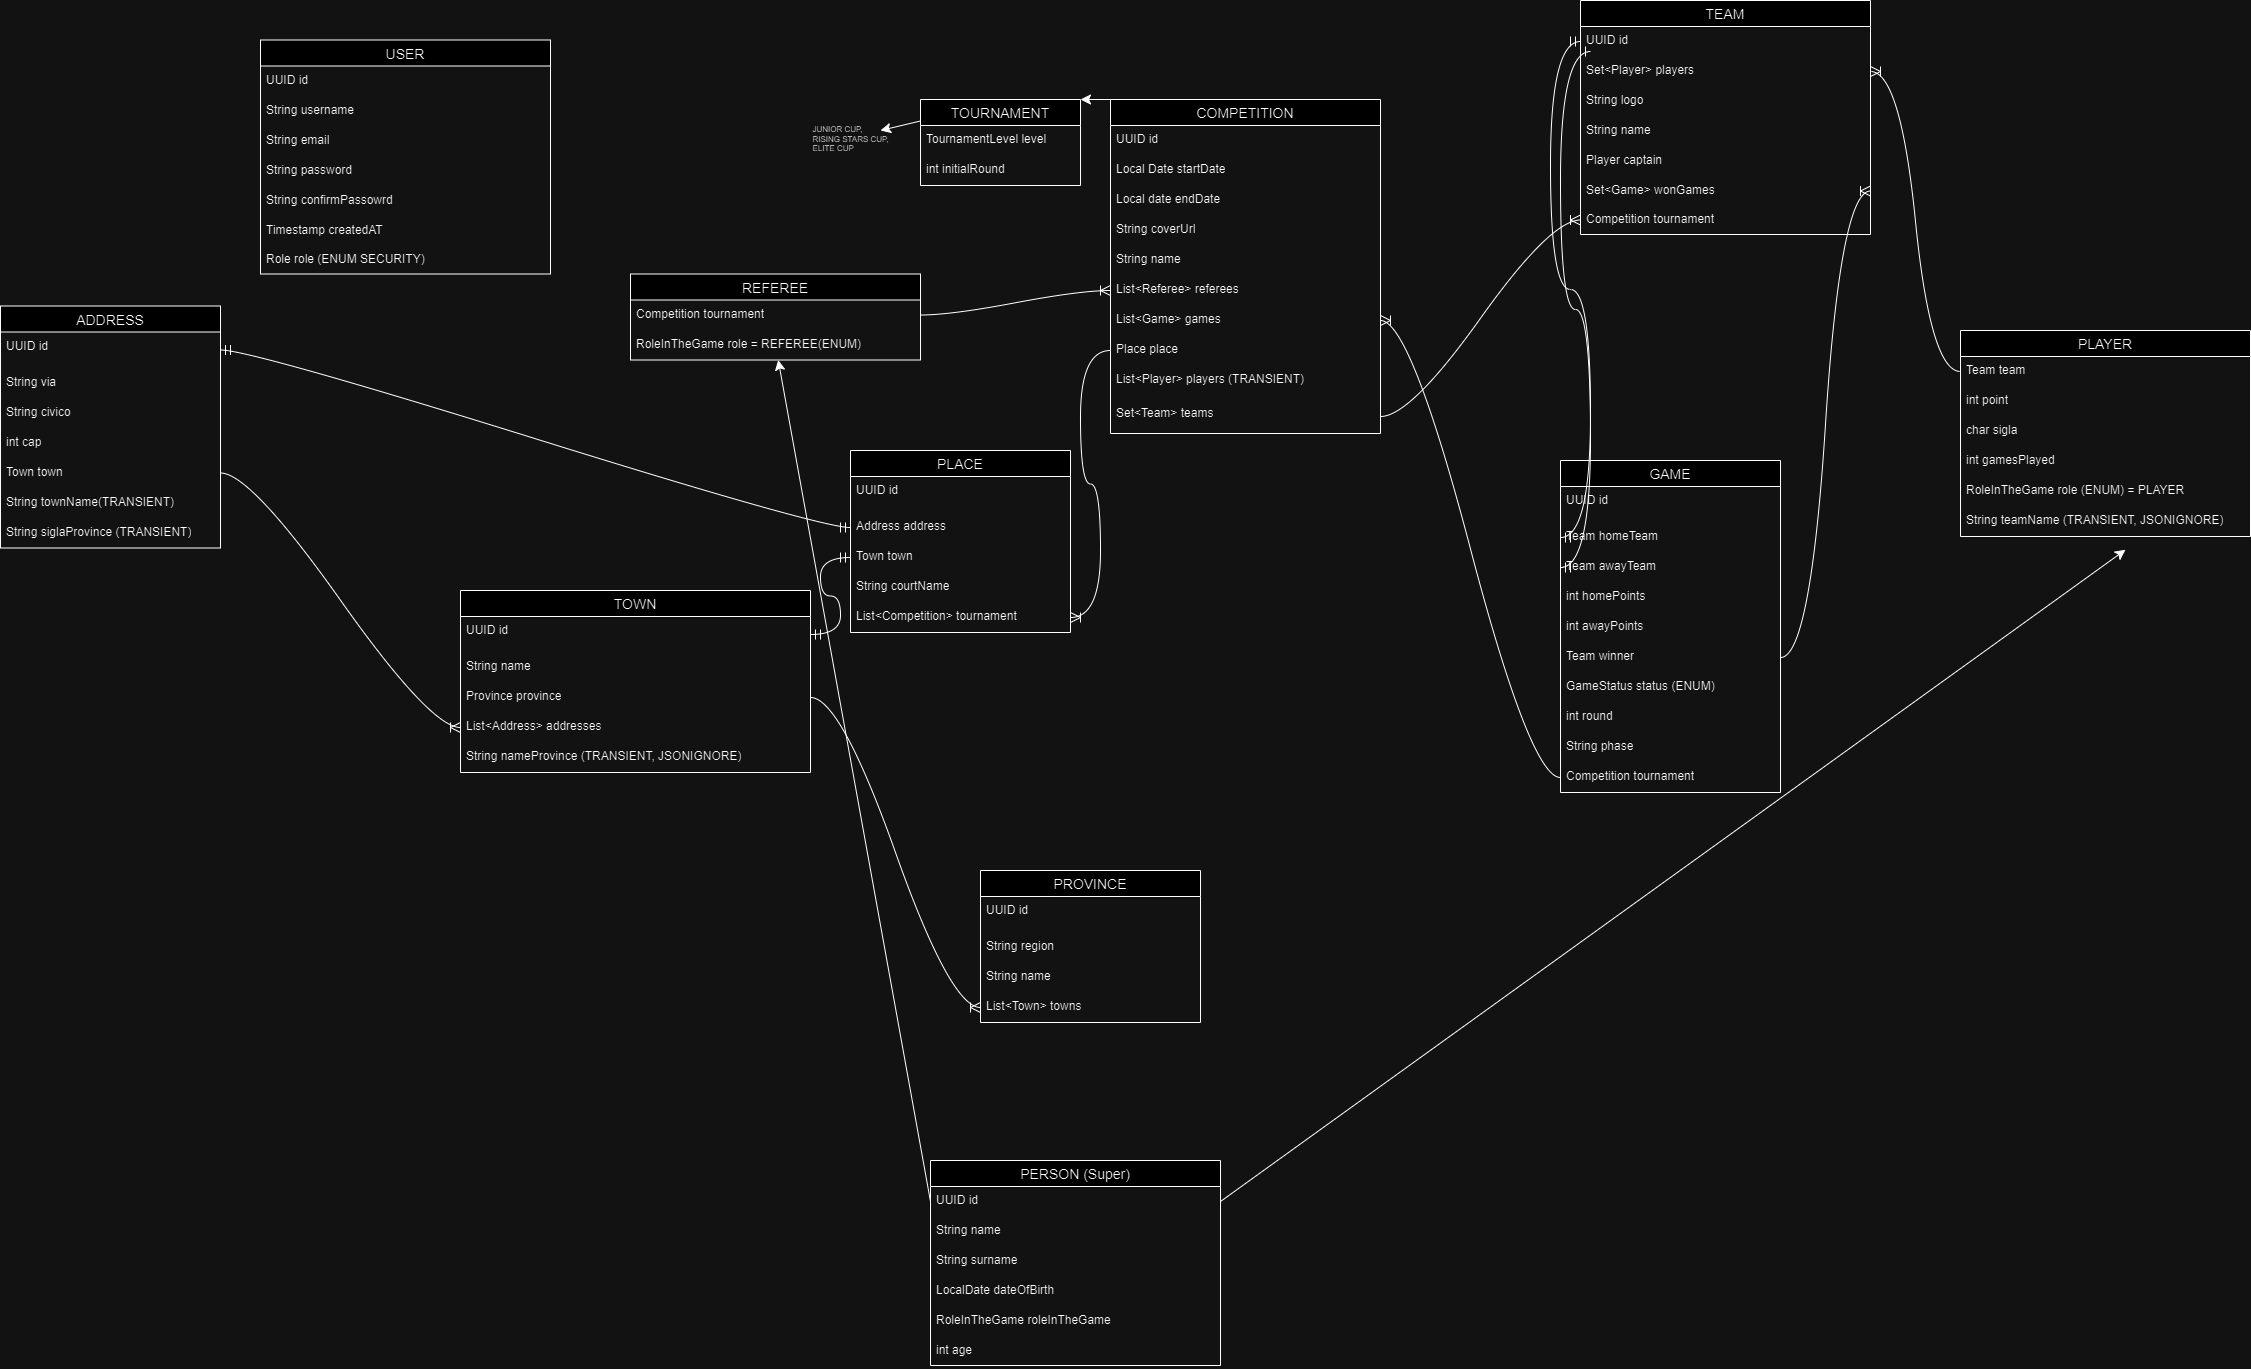 USER
UUID id
String username
String email
String password
String confirmPassowrd
Timestamp createdAT
Role role (ENUM SECURITY)
ADDRESS
UUID id
String via
String civico
int cap
Town town
String townName(TRANSIENT)
String siglaProvince (TRANSIENT)
REFEREE
Competition tournament
RoleInTheGame role = REFEREE(ENUM)
JUNIOR CUP,
RISING STARS CUP,
ELITE CUP
TOURNAMENT
TournamentLevel level
int initialRound
COMPETITION
UUID id
Local Date startDate
Local date endDate
String coverUrl
String name
List<Referee> referees
List<Game> games
Place place
List<Player> players (TRANSIENT)
Set<Team> teams
TEAM
UUID id
Set<Player> players
String logo
String name
Player captain
Set<Game> wonGames
Competition tournament
PLAYER
Team team
int point
char sigla
int gamesPlayed
RoleInTheGame role (ENUM) = PLAYER
String teamName (TRANSIENT, JSONIGNORE)
PLACE
UUID id
Address address
Town town
String courtName
List<Competition> tournament
GAME
UUID id
Team homeTeam
Team awayTeam
int homePoints
int awayPoints
Team winner
GameStatus status (ENUM)
int round
String phase
Competition tournament
TOWN
UUID id
String name
Province province
List<Address> addresses
String nameProvince (TRANSIENT, JSONIGNORE)
PROVINCE
UUID id
String region
String name
List<Town> towns
PERSON (Super)
UUID id
String name
String surname
LocalDate dateOfBirth
RoleInTheGame roleInTheGame
int age